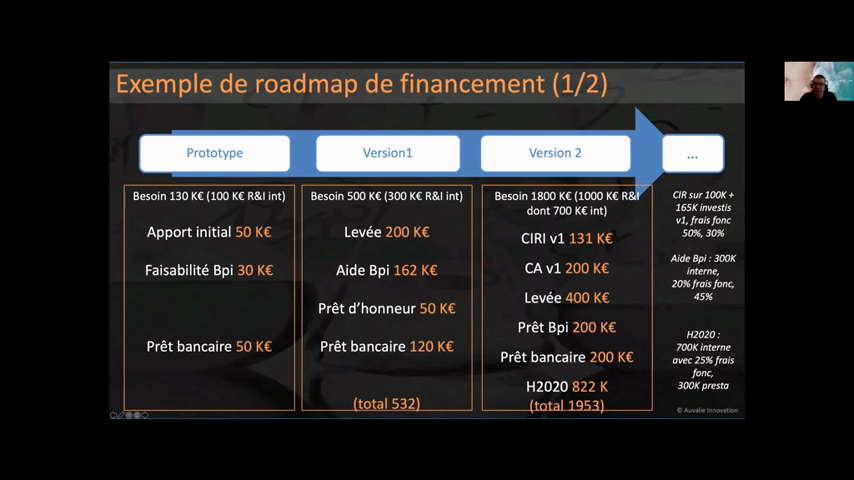 Exemple de roadmap de financement (1/2)
Prototype
Version1
Version 2
...
Besoin 130 K€ (100 K€ R&I int)
Apport initial 50 K€
Faisabilité Bpi 30 K€
Prêt bancaire 50 K€
Besoin 500 K€ (300 K€ R&I int)
Levée 200 K€
Aide Bpi 162 K€
Prêt d'honneur 50 K€
Prêt bancaire 120 K€
(total 532)
Besoin 1800 K€ (1000 K€ R&I
dont 700 K€ int)
CIRI v1 131 K€
CA v1 200 K€
Levée 400 K€
Prêt Bpi 200 K€
Prêt bancaire 200 K€
H2020 822 K
(total 1953)
CIR sur 100K +
165K investis
v1, frais fonc
50%, 30%
Aide Bpi : 300K
interne,
20% frais fonc,
45%
H2020 :
700K interne
avec 25% frais
fonc,
300K presta
© Auvalie Innovation